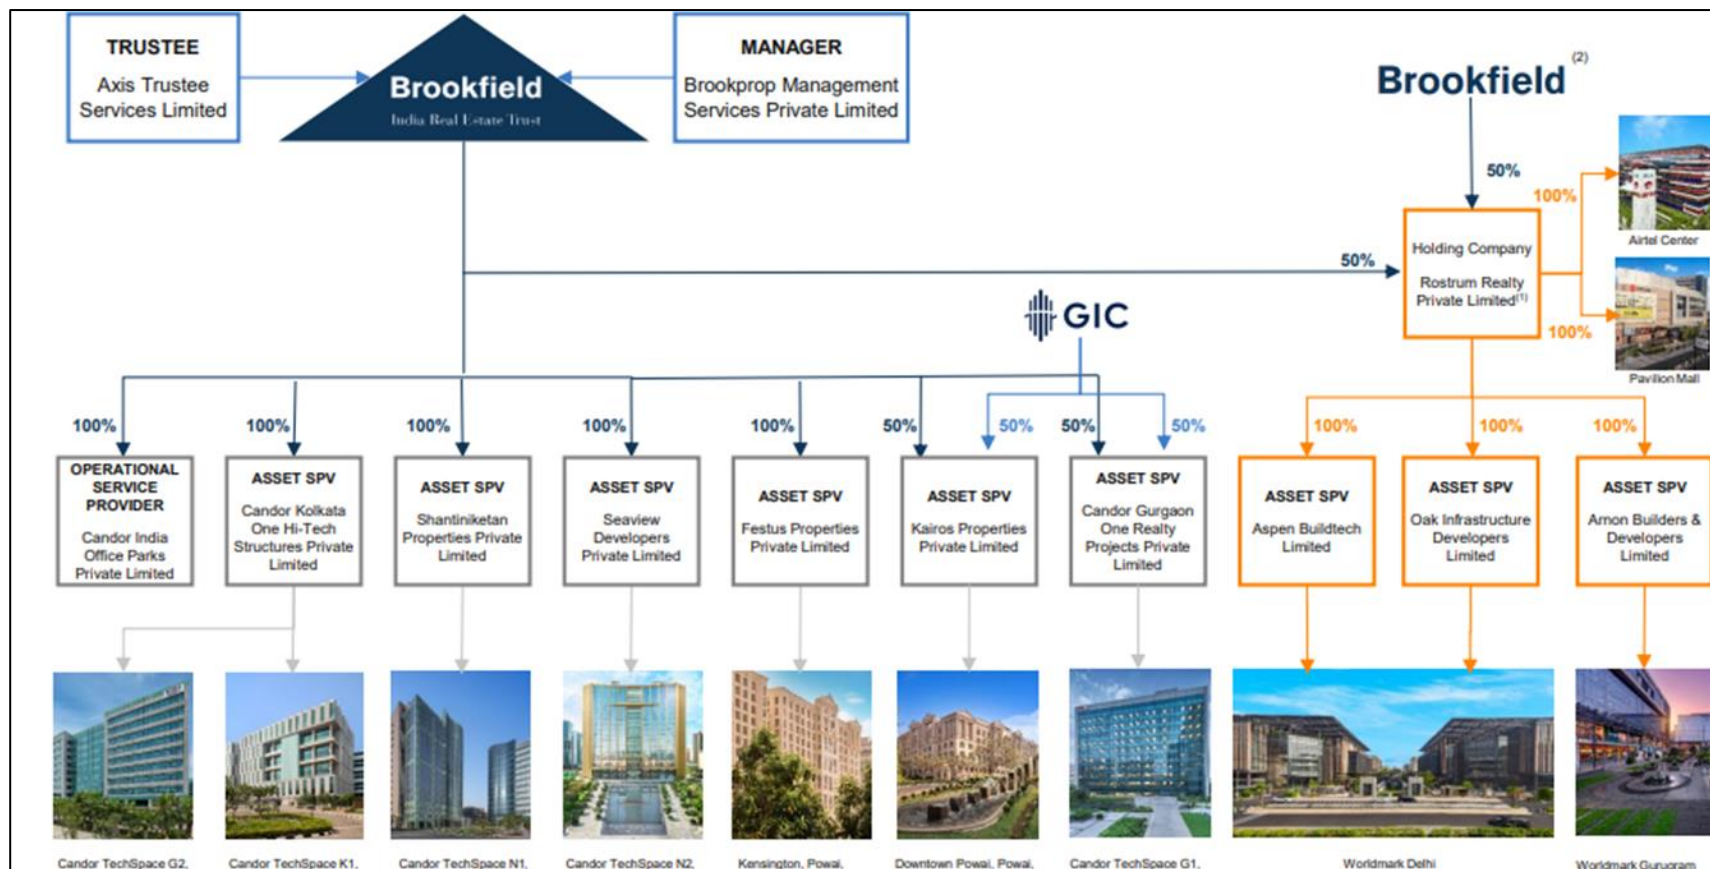 TRUSTEE
Axis Trustee
Services Limited
Brookfield
India Real Estate Trust
MANAGER
Brookprop Management
Services Private Limited
Brookfield (2)
50%
100%
Airtel Center
Holding Company
Rostrum Realty
Private Limited(1)
50%
100%
Pavilion Mall
GIC
100%
100%
100%
100%
100%
50%
50%
50%
50%
100%
100%
100%
OPERATIONAL
SERVICE
PROVIDER
Candor India
Office Parks
Private Limited
ASSET SPV
Candor Kolkata
One Hi-Tech
Structures Private
Limited
ASSET SPV
Shantiniketan
Properties Private
Limited
ASSET SPV
Seaview
Developers
Private Limited
ASSET SPV
Festus Properties
Private Limited
ASSET SPV
Kairos Properties
Private Limited
ASSET SPV
Candor Gurgaon
One Realty
Projects Private
Limited
ASSET SPV
Aspen Buildtech
Limited
ASSET SPV
Oak Infrastructure
Developers
Limited
ASSET SPV
Arnon Builders &
Developers
Limited
Candor TechSpace G2,
Candor TechSpace K1,
Candor TechSpace N1,
Candor TechSpace N2,
Kensington, Powai,
Downtown Powai, Powai,
Candor TechSpace G1,
Worldmark Delhi
Worldmark Gurugram